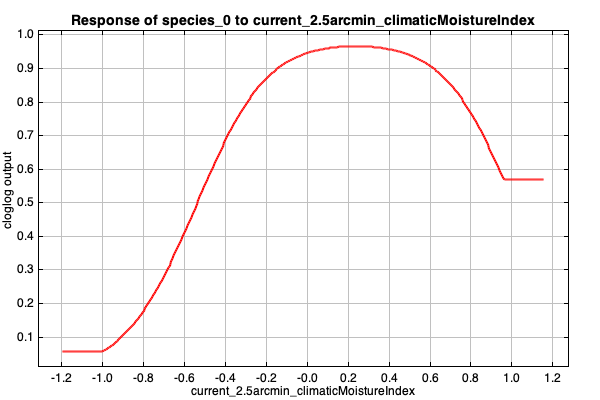 Response of species_0 to current_2.5arcmin_climaticMoistureIndex
1.0
0.9
0.8
0.7
0.6
0.5
0.4
0.3
0.2
0.1
cloglog output
-1.2 -1.0 -0.8 -0.6 -0.4 -0.2 -0.0 0.2 0.4 0.6 0.8 1.0 1.2
current_2.5arcmin_climaticMoistureIndex